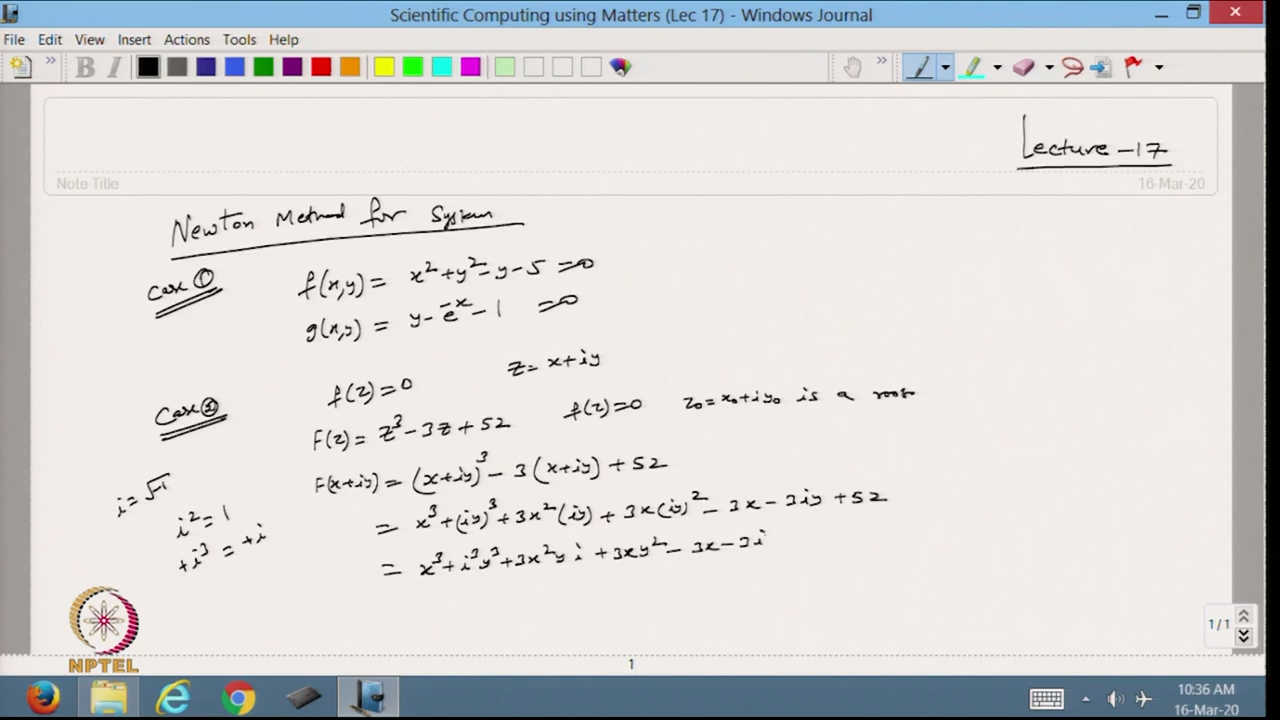 Scientific Computing using Matters (Lec 17) - Windows Journal
File Edit View Insert Actions Tools Help
Lecture-17
Note Title
16-Mar-20
Newton Method for System
Case ①
f(x,y) = x² + y² - y - 5 = 0
g(x,y) = y - e⁻ˣ - 1 = 0
f(z) = 0 z = x + iy
Case ②
F(z) = z³ - 3z + 52 f(z) = 0 z₀ = x₀ + iy₀ is a root
F(x+iy) = (x+iy)³ - 3(x+iy) + 52
i = √-1
= x³ + (iy)³ + 3x²(iy) + 3x(iy)² - 3x - 3iy + 52
i² = 1
= x³ + i³y³ + 3x²y i + 3xy² - 3x - 3i
+i³ = +i
NPTEL
1/1
1
10:36 AM
16-Mar-20